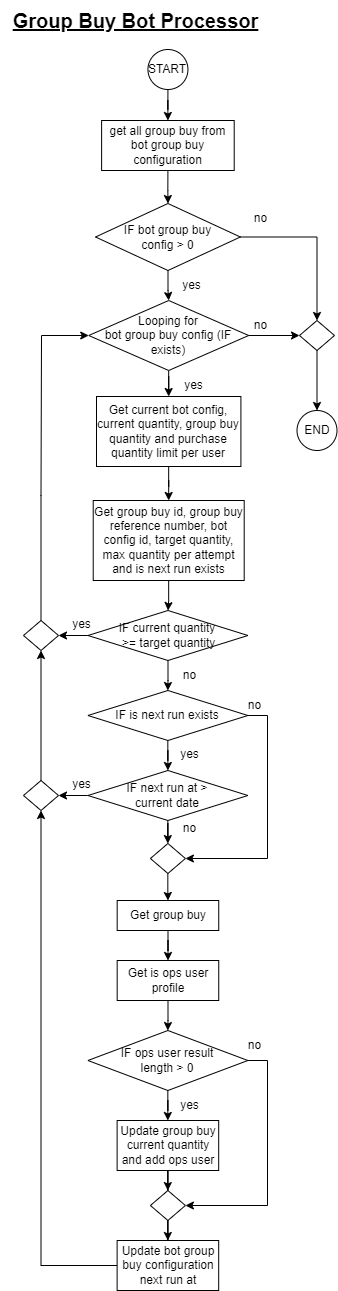 Group Buy Bot Processor
START
get all group buy from
bot group buy
configuration
IF bot group buy
config > 0
no
yes
Looping for
bot group buy config (IF
exists)
no
yes
END
Get current bot config,
current quantity, group buy
quantity and purchase
quantity limit per user
Get group buy id, group buy
reference number, bot
config id, target quantity,
max quantity per attempt
and is next run exists
IF current quantity
>= target quantity
yes
no
IF is next run exists
no
yes
IF next run at >
current date
yes
no
Get group buy
Get is ops user
profile
IF ops user result
length > 0
no
yes
Update group buy
current quantity
and add ops user
Update bot group
buy configuration
next run at